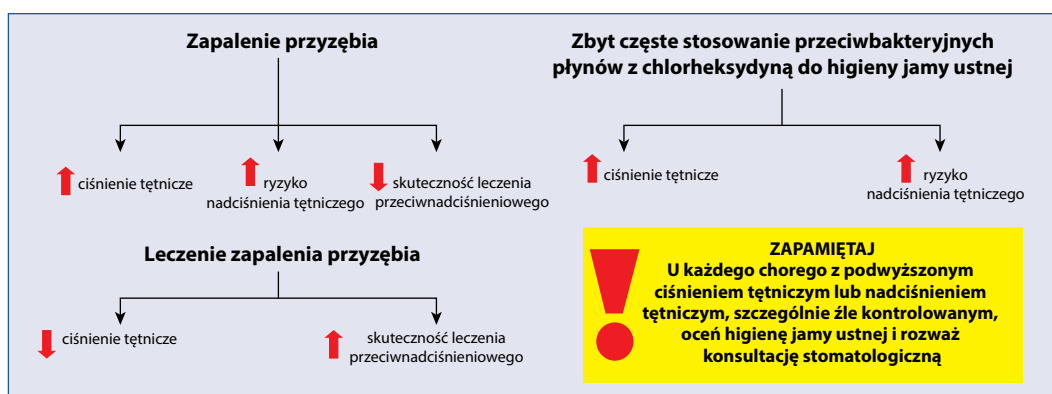 Zapalenie przyzębia
ciśnienie tętnicze
ryzyko
nadciśnienia tętniczego
skuteczność leczenia
przeciwnadciśnieniowego
Leczenie zapalenia przyzębia
ciśnienie tętnicze
skuteczność leczenia
przeciwnadciśnieniowego
Zbyt częste stosowanie przeciwbakteryjnych
płynów z chlorheksydyną do higieny jamy ustnej
ciśnienie tętnicze
ryzyko
nadciśnienia tętniczego
ZAPAMIĘTAJ
U każdego chorego z podwyższonym
ciśnieniem tętniczym lub nadciśnieniem
tętniczym, szczególnie źle kontrolowanym,
oceń higienę jamy ustnej i rozważ
konsultację stomatologiczną